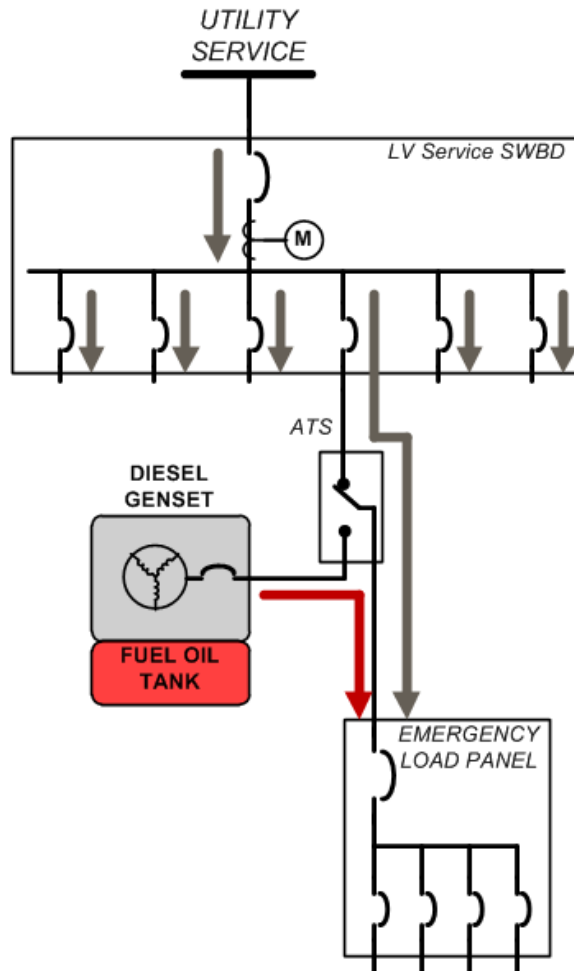 UTILITY
SERVICE
LV Service SWBD
M
ATS
DIESEL
GENSET
FUEL OIL
TANK
EMERGENCY
LOAD PANEL